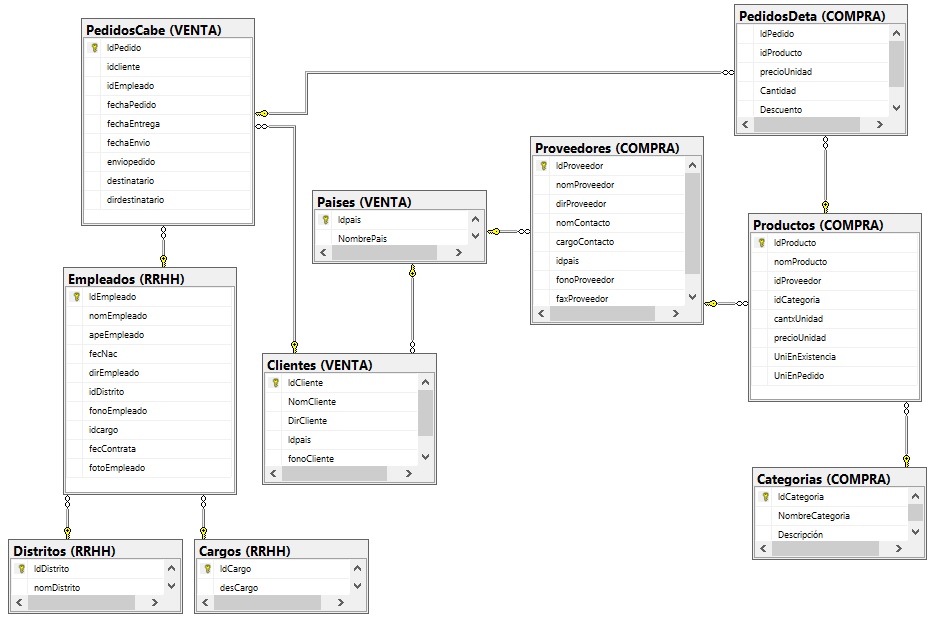 PedidosCabe (VENTA)
IdPedido
idcliente
idEmpleado
fechaPedido
fechaEntrega
fechaEnvio
enviopedido
destinatario
dirdestinatario
PedidosDeta (COMPRA)
IdPedido
idProducto
precioUnidad
Cantidad
Descuento
Proveedores (COMPRA)
IdProveedor
nomProveedor
dirProveedor
nomContacto
cargoContacto
idpais
fonoProveedor
faxProveedor
Paises (VENTA)
Idpais
NombrePais
Productos (COMPRA)
IdProducto
nomProducto
idProveedor
idCategoria
cantxUnidad
precioUnidad
UniEnExistencia
UniEnPedido
Empleados (RRHH)
IdEmpleado
nomEmpleado
apeEmpleado
fecNac
dirEmpleado
idDistrito
fonoEmpleado
idcargo
fecContrata
fotoEmpleado
Clientes (VENTA)
IdCliente
NomCliente
DirCliente
Idpais
fonoCliente
Categorias (COMPRA)
IdCategoria
NombreCategoria
Descripción
Distritos (RRHH)
IdDistrito
nomDistrito
Cargos (RRHH)
IdCargo
desCargo